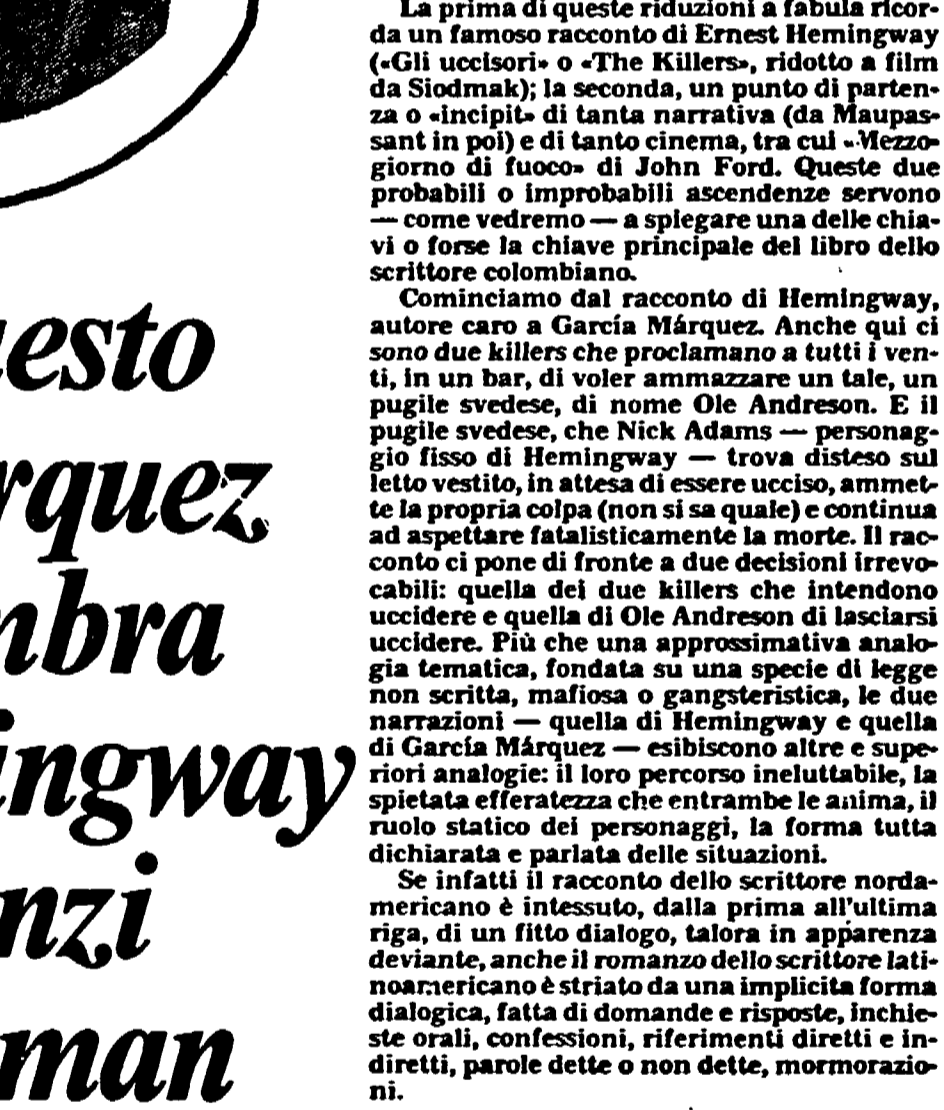 uesto
rquez
mbra
ingway
nzi
man
La prima di queste riduzioni a fabula ricor-
da un famoso racconto di Ernest Hemingway
(«Gli uccisori» o «The Killers», ridotto a film
da Siodmak); la seconda, un punto di parten-
za o «incipit» di tanta narrativa (da Maupas-
sant in poi) e di tanto cinema, tra cui «Mezzo-
giorno di fuoco» di John Ford. Queste due
probabili o improbabili ascendenze servono
— come vedremo — a spiegare una delle chia-
vi o forse la chiave principale del libro dello
scrittore colombiano.
Cominciamo dal racconto di Hemingway,
autore caro a García Márquez. Anche qui ci
sono due killers che proclamano a tutti i ven-
ti, in un bar, di voler ammazzare un tale, un
pugile svedese, di nome Ole Andreson. E il
pugile svedese, che Nick Adams — personag-
gio fisso di Hemingway — trova disteso sul
letto vestito, in attesa di essere ucciso, ammet-
te la propria colpa (non si sa quale) e continua
ad aspettare fatalisticamente la morte. Il rac-
conto ci pone di fronte a due decisioni irrevo-
cabili: quella dei due killers che intendono
uccidere e quella di Ole Andreson di lasciarsi
uccidere. Più che una approssimativa analo-
gia tematica, fondata su una specie di legge
non scritta, mafiosa o gangsteristica, le due
narrazioni — quella di Hemingway e quella
di García Márquez — esibiscono altre e supe-
riori analogie: il loro percorso ineluttabile, la
spietata efferatezza che entrambe le anima, il
ruolo statico dei personaggi, la forma tutta
dichiarata e parlata delle situazioni.
Se infatti il racconto dello scrittore norda-
mericano è intessuto, dalla prima all'ultima
riga, di un fitto dialogo, talora in apparenza
deviante, anche il romanzo dello scrittore lati-
noamericano è striato da una implicita forma
dialogica, fatta di domande e risposte, inchie-
ste orali, confessioni, riferimenti diretti e in-
diretti, parole dette o non dette, mormorazio-
ni.